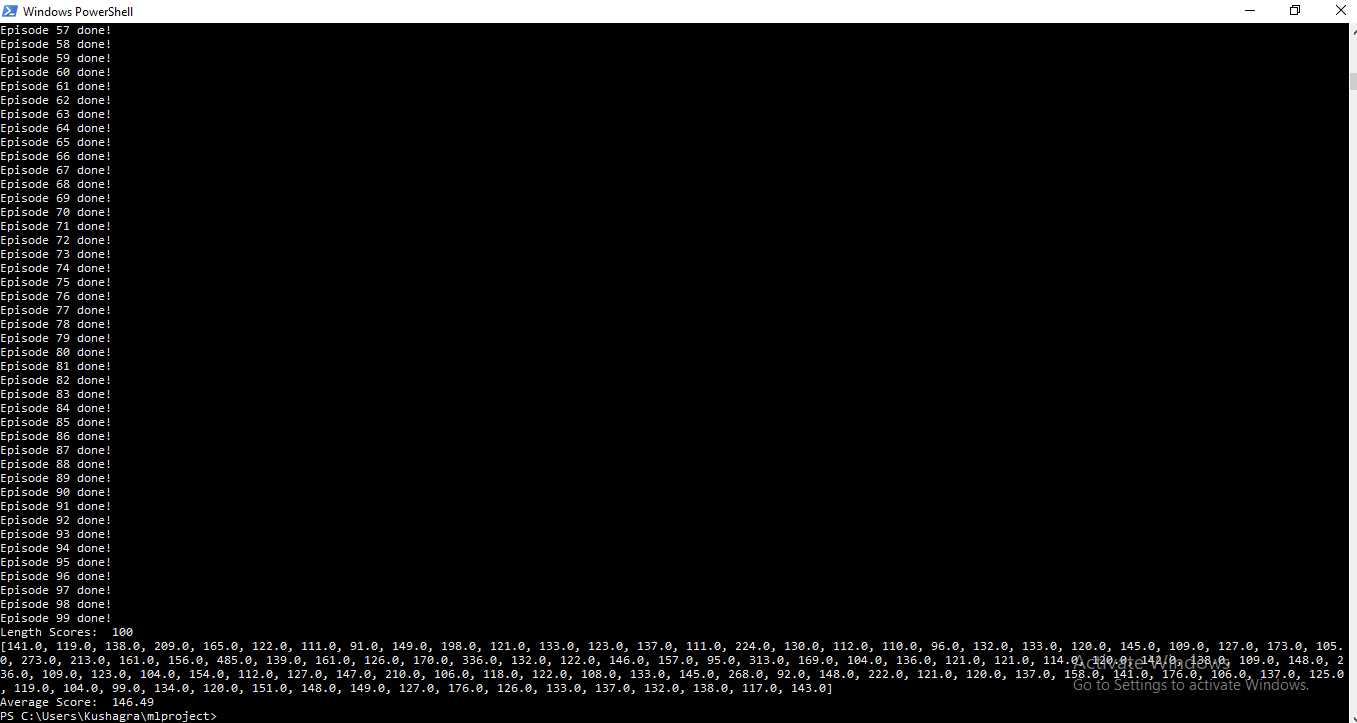 Windows PowerShell
Episode 57 done!
Episode 58 done!
Episode 59 done!
Episode 60 done!
Episode 61 done!
Episode 62 done!
Episode 63 done!
Episode 64 done!
Episode 65 done!
Episode 66 done!
Episode 67 done!
Episode 68 done!
Episode 69 done!
Episode 70 done!
Episode 71 done!
Episode 72 done!
Episode 73 done!
Episode 74 done!
Episode 75 done!
Episode 76 done!
Episode 77 done!
Episode 78 done!
Episode 79 done!
Episode 80 done!
Episode 81 done!
Episode 82 done!
Episode 83 done!
Episode 84 done!
Episode 85 done!
Episode 86 done!
Episode 87 done!
Episode 88 done!
Episode 89 done!
Episode 90 done!
Episode 91 done!
Episode 92 done!
Episode 93 done!
Episode 94 done!
Episode 95 done!
Episode 96 done!
Episode 97 done!
Episode 98 done!
Episode 99 done!
Length Scores:  100
[141.0, 119.0, 138.0, 209.0, 165.0, 122.0, 111.0, 91.0, 149.0, 198.0, 121.0, 133.0, 123.0, 137.0, 111.0, 224.0, 130.0, 112.0, 110.0, 96.0, 132.0, 133.0, 120.0, 145.0, 109.0, 127.0, 173.0, 105.
0, 273.0, 213.0, 161.0, 156.0, 485.0, 139.0, 161.0, 126.0, 170.0, 336.0, 132.0, 122.0, 146.0, 157.0, 95.0, 313.0, 169.0, 104.0, 136.0, 121.0, 121.0, 114.0, 109.0, 148.0, 2
36.0, 109.0, 123.0, 104.0, 154.0, 112.0, 127.0, 147.0, 210.0, 106.0, 118.0, 122.0, 108.0, 133.0, 145.0, 268.0, 92.0, 148.0, 222.0, 121.0, 120.0, 137.0, 158.0, 141.0, 176.0, 106.0, 137.0, 125.0
, 119.0, 104.0, 99.0, 134.0, 120.0, 151.0, 148.0, 149.0, 127.0, 176.0, 126.0, 133.0, 137.0, 132.0, 138.0, 117.0, 143.0]
Average Score:  146.49
PS C:\Users\Kushagra\mlproject>
Activate Windows
Go to Settings to activate Windows.